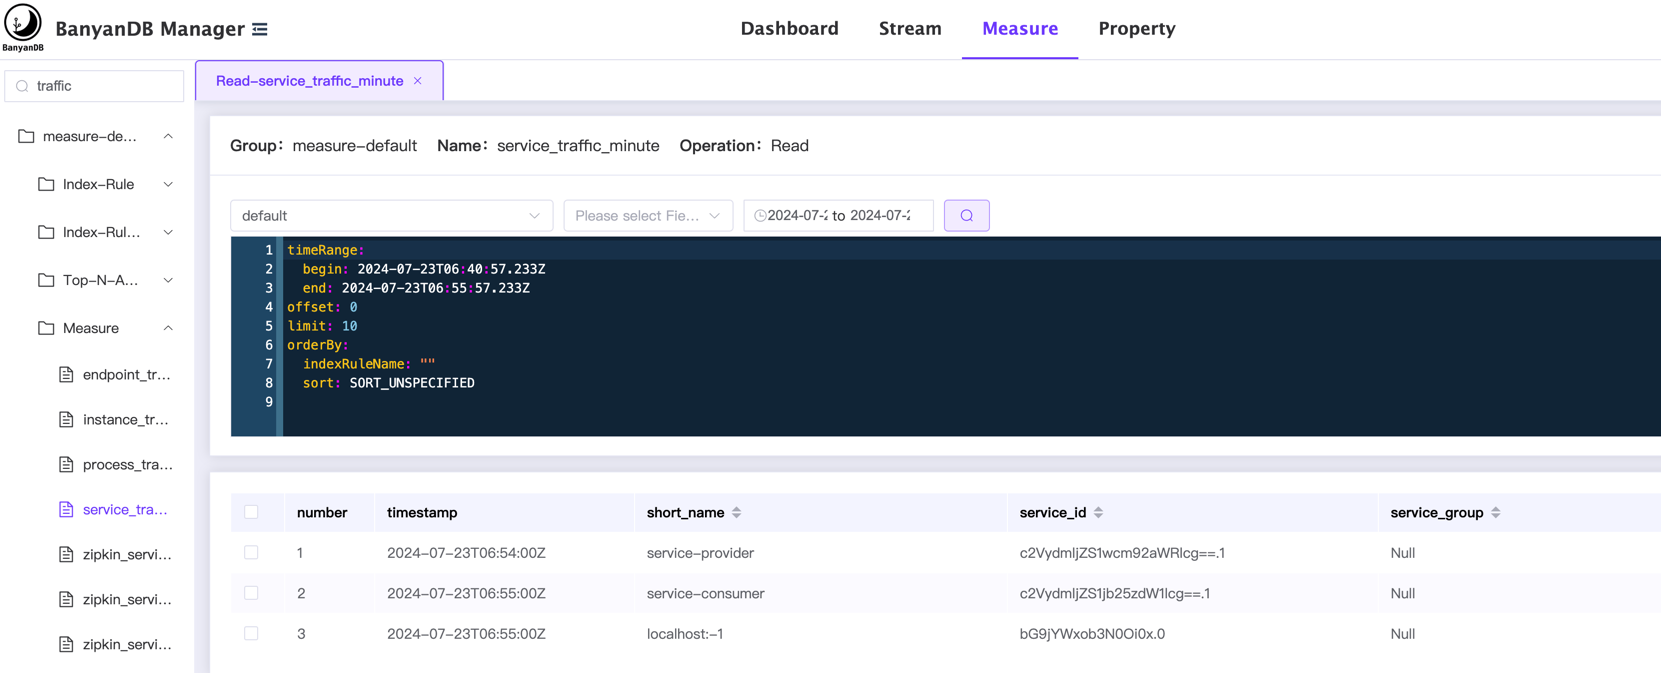 BanyanDB
BanyanDB Manager
Dashboard Stream Measure Property
traffic
measure-de...
Index-Rule
Index-Rul...
Top-N-A...
Measure
endpoint_tr...
instance_tr...
process_tra...
service_tra...
zipkin_servi...
zipkin_servi...
zipkin_servi...
Read-service_traffic_minute ×
Group: measure-default Name: service_traffic_minute Operation: Read
default Please select Fie... 2024-07-2 to 2024-07-2
1 timeRange:
2 begin: 2024-07-23T06:40:57.233Z
3 end: 2024-07-23T06:55:57.233Z
4 offset: 0
5 limit: 10
6 orderBy:
7 indexRuleName: ""
8 sort: SORT_UNSPECIFIED
9
number timestamp short_name service_id service_group
1 2024-07-23T06:54:00Z service-provider c2VydmljZS1wcm92aWRlcg==.1 Null
2 2024-07-23T06:55:00Z service-consumer c2VydmljZS1jb25zdW1lcg==.1 Null
3 2024-07-23T06:55:00Z localhost:-1 bG9jYWxob3N0Oi0x.0 Null